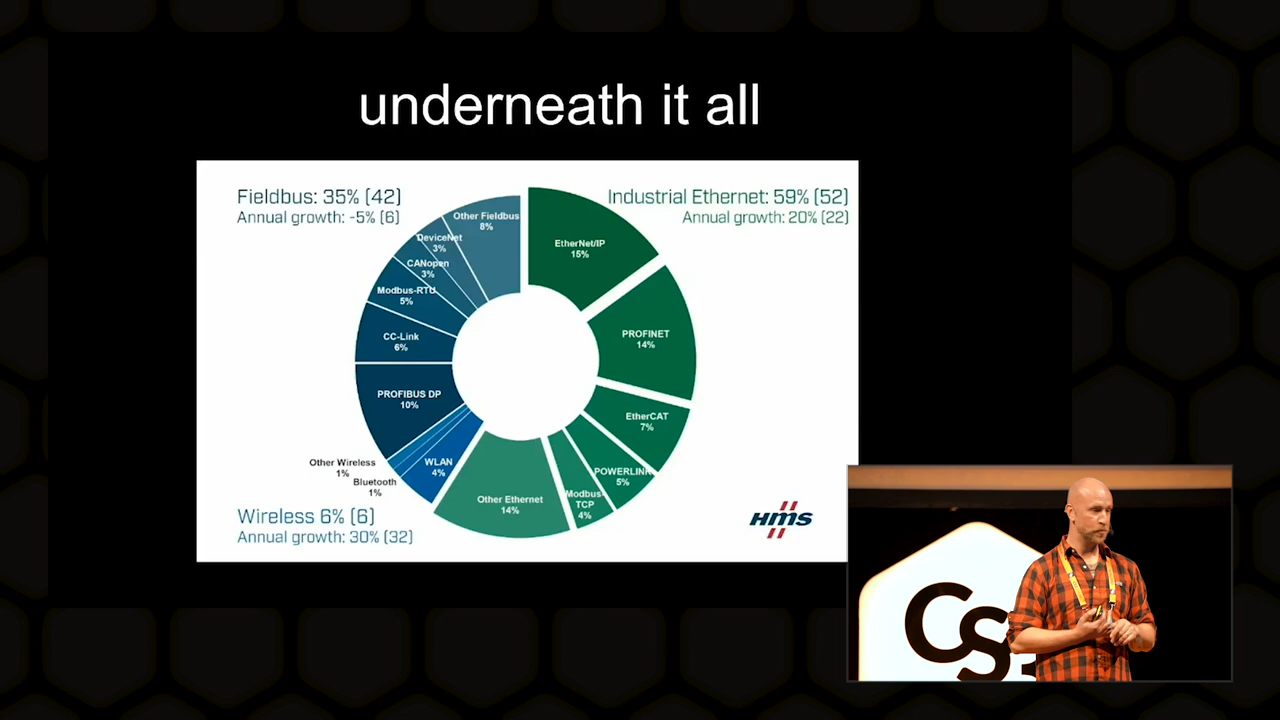 underneath it all
Fieldbus: 35% (42)
Annual growth: -5% (6)
Industrial Ethernet: 59% (52)
Annual growth: 20% (22)
Other Fieldbus
8%
DeviceNet
3%
CANopen
3%
Modbus-RTU
5%
CC-Link
6%
PROFIBUS DP
10%
EtherNet/IP
15%
PROFINET
14%
EtherCAT
7%
POWERLINK
5%
Modbus-
TCP
4%
Other Ethernet
14%
WLAN
4%
Other Wireless
1%
Bluetooth
1%
Wireless 6% (6)
Annual growth: 30% (32)
HMS
CS3